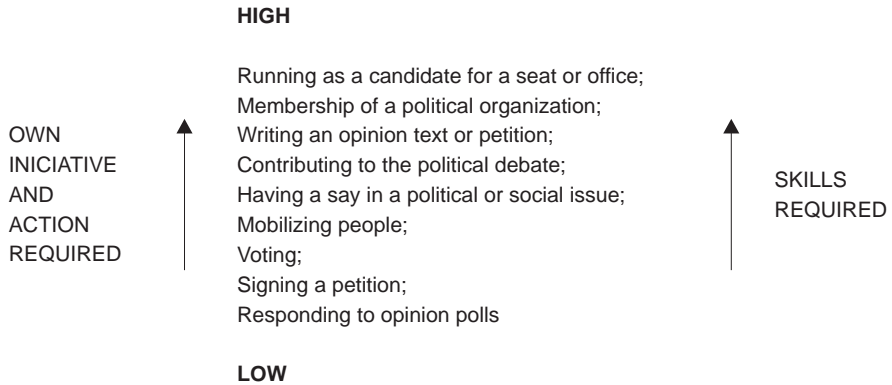 HIGH
Running as a candidate for a seat or office;
Membership of a political organization;
Writing an opinion text or petition;
Contributing to the political debate;
Having a say in a political or social issue;
Mobilizing people;
Voting;
Signing a petition;
Responding to opinion polls
LOW
OWN
INICIATIVE
AND
ACTION
REQUIRED
SKILLS
REQUIRED